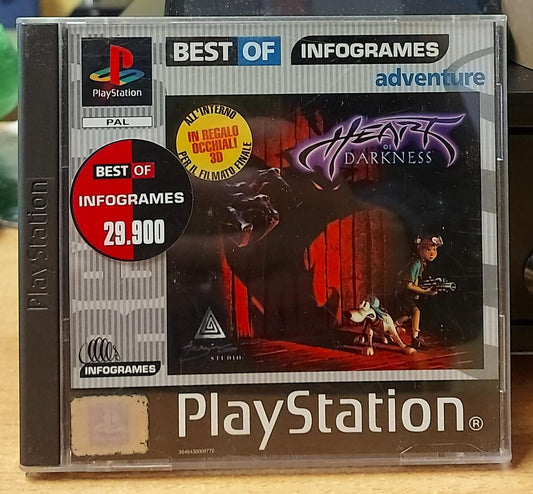 BEST OF INFOGRAMES
adventure
PlayStation
PAL
ALL'INTERNO
IN REGALO
OCCHIALI
3D
PER IL FILMATO FINALE
HEART
OF
DARKNESS
BEST OF
INFOGRAMES
29.900
PlayStation
STUDIO
INFOGRAMES
PlayStation®
3648430009772